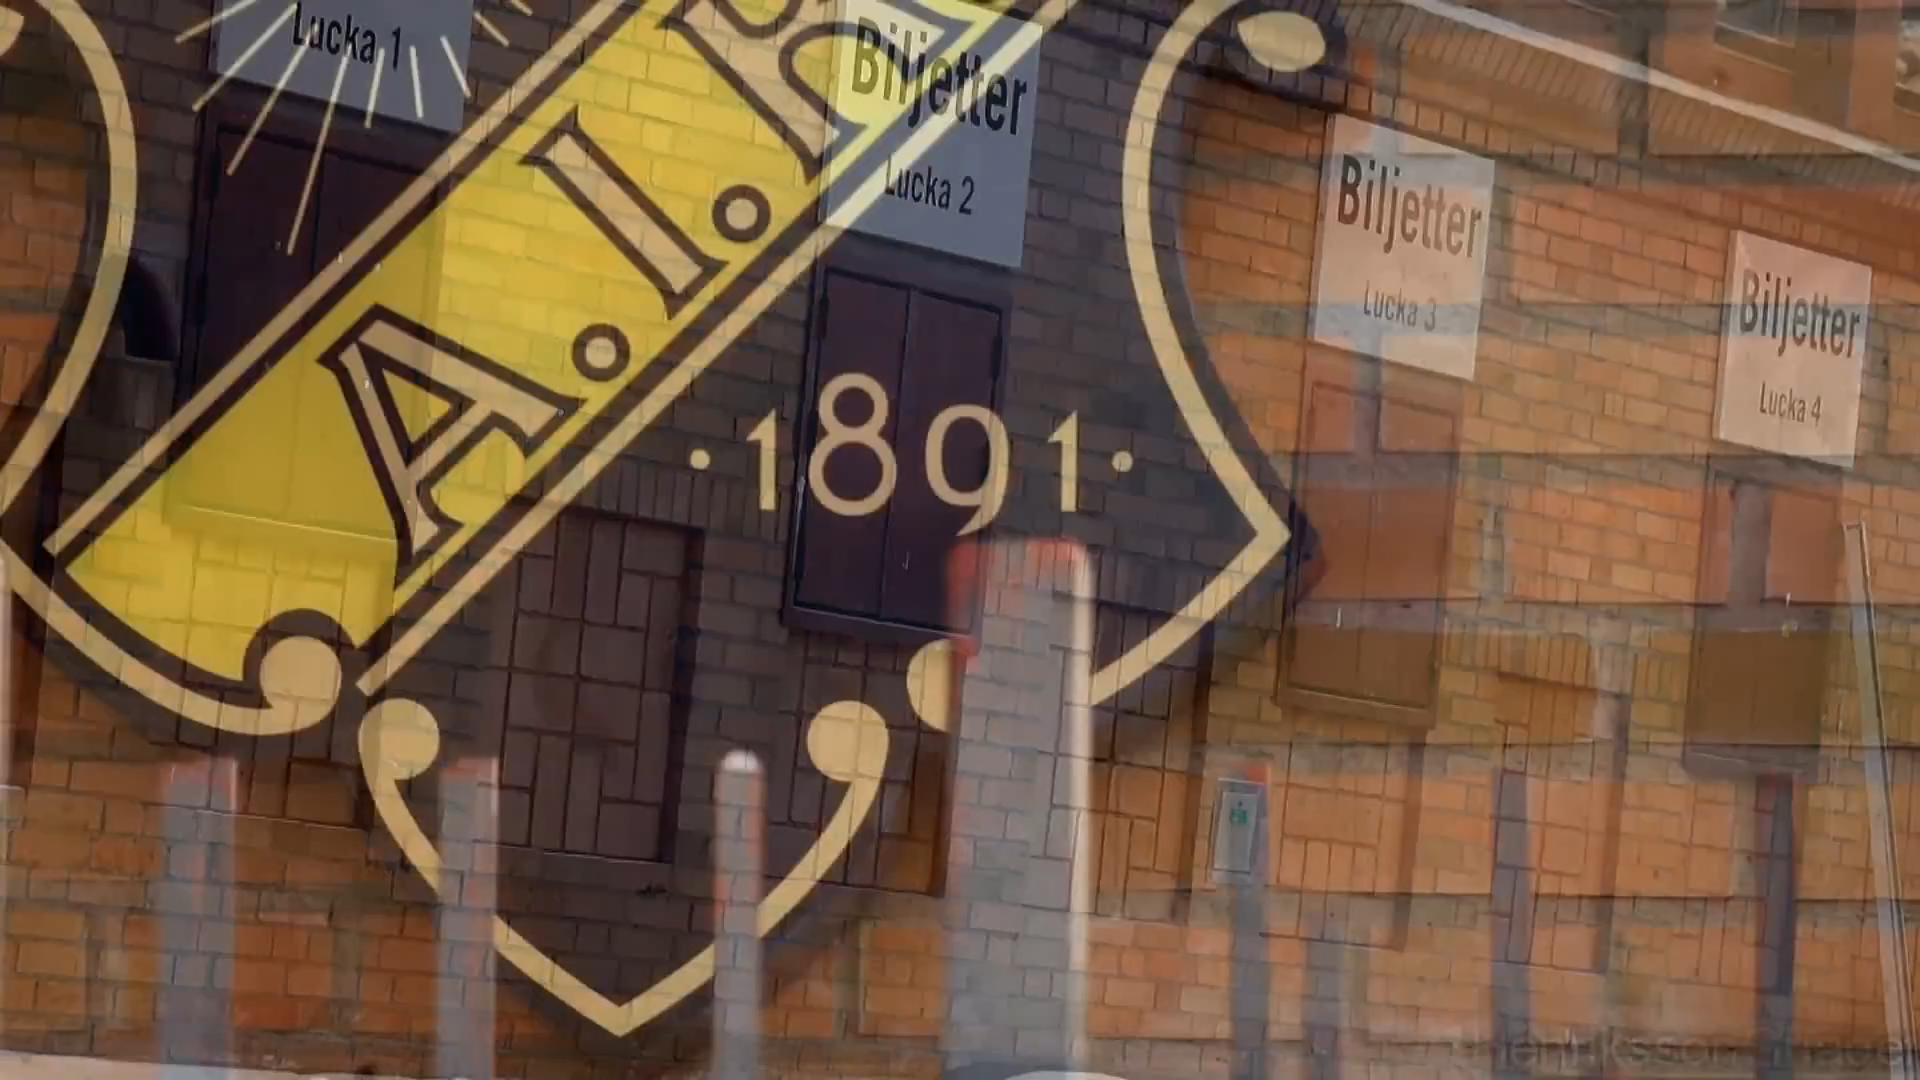 Lucka 1
Biljetter
Lucka 2
Biljetter
Lucka 3
Biljetter
Lucka 4
A.I.K
·1891·